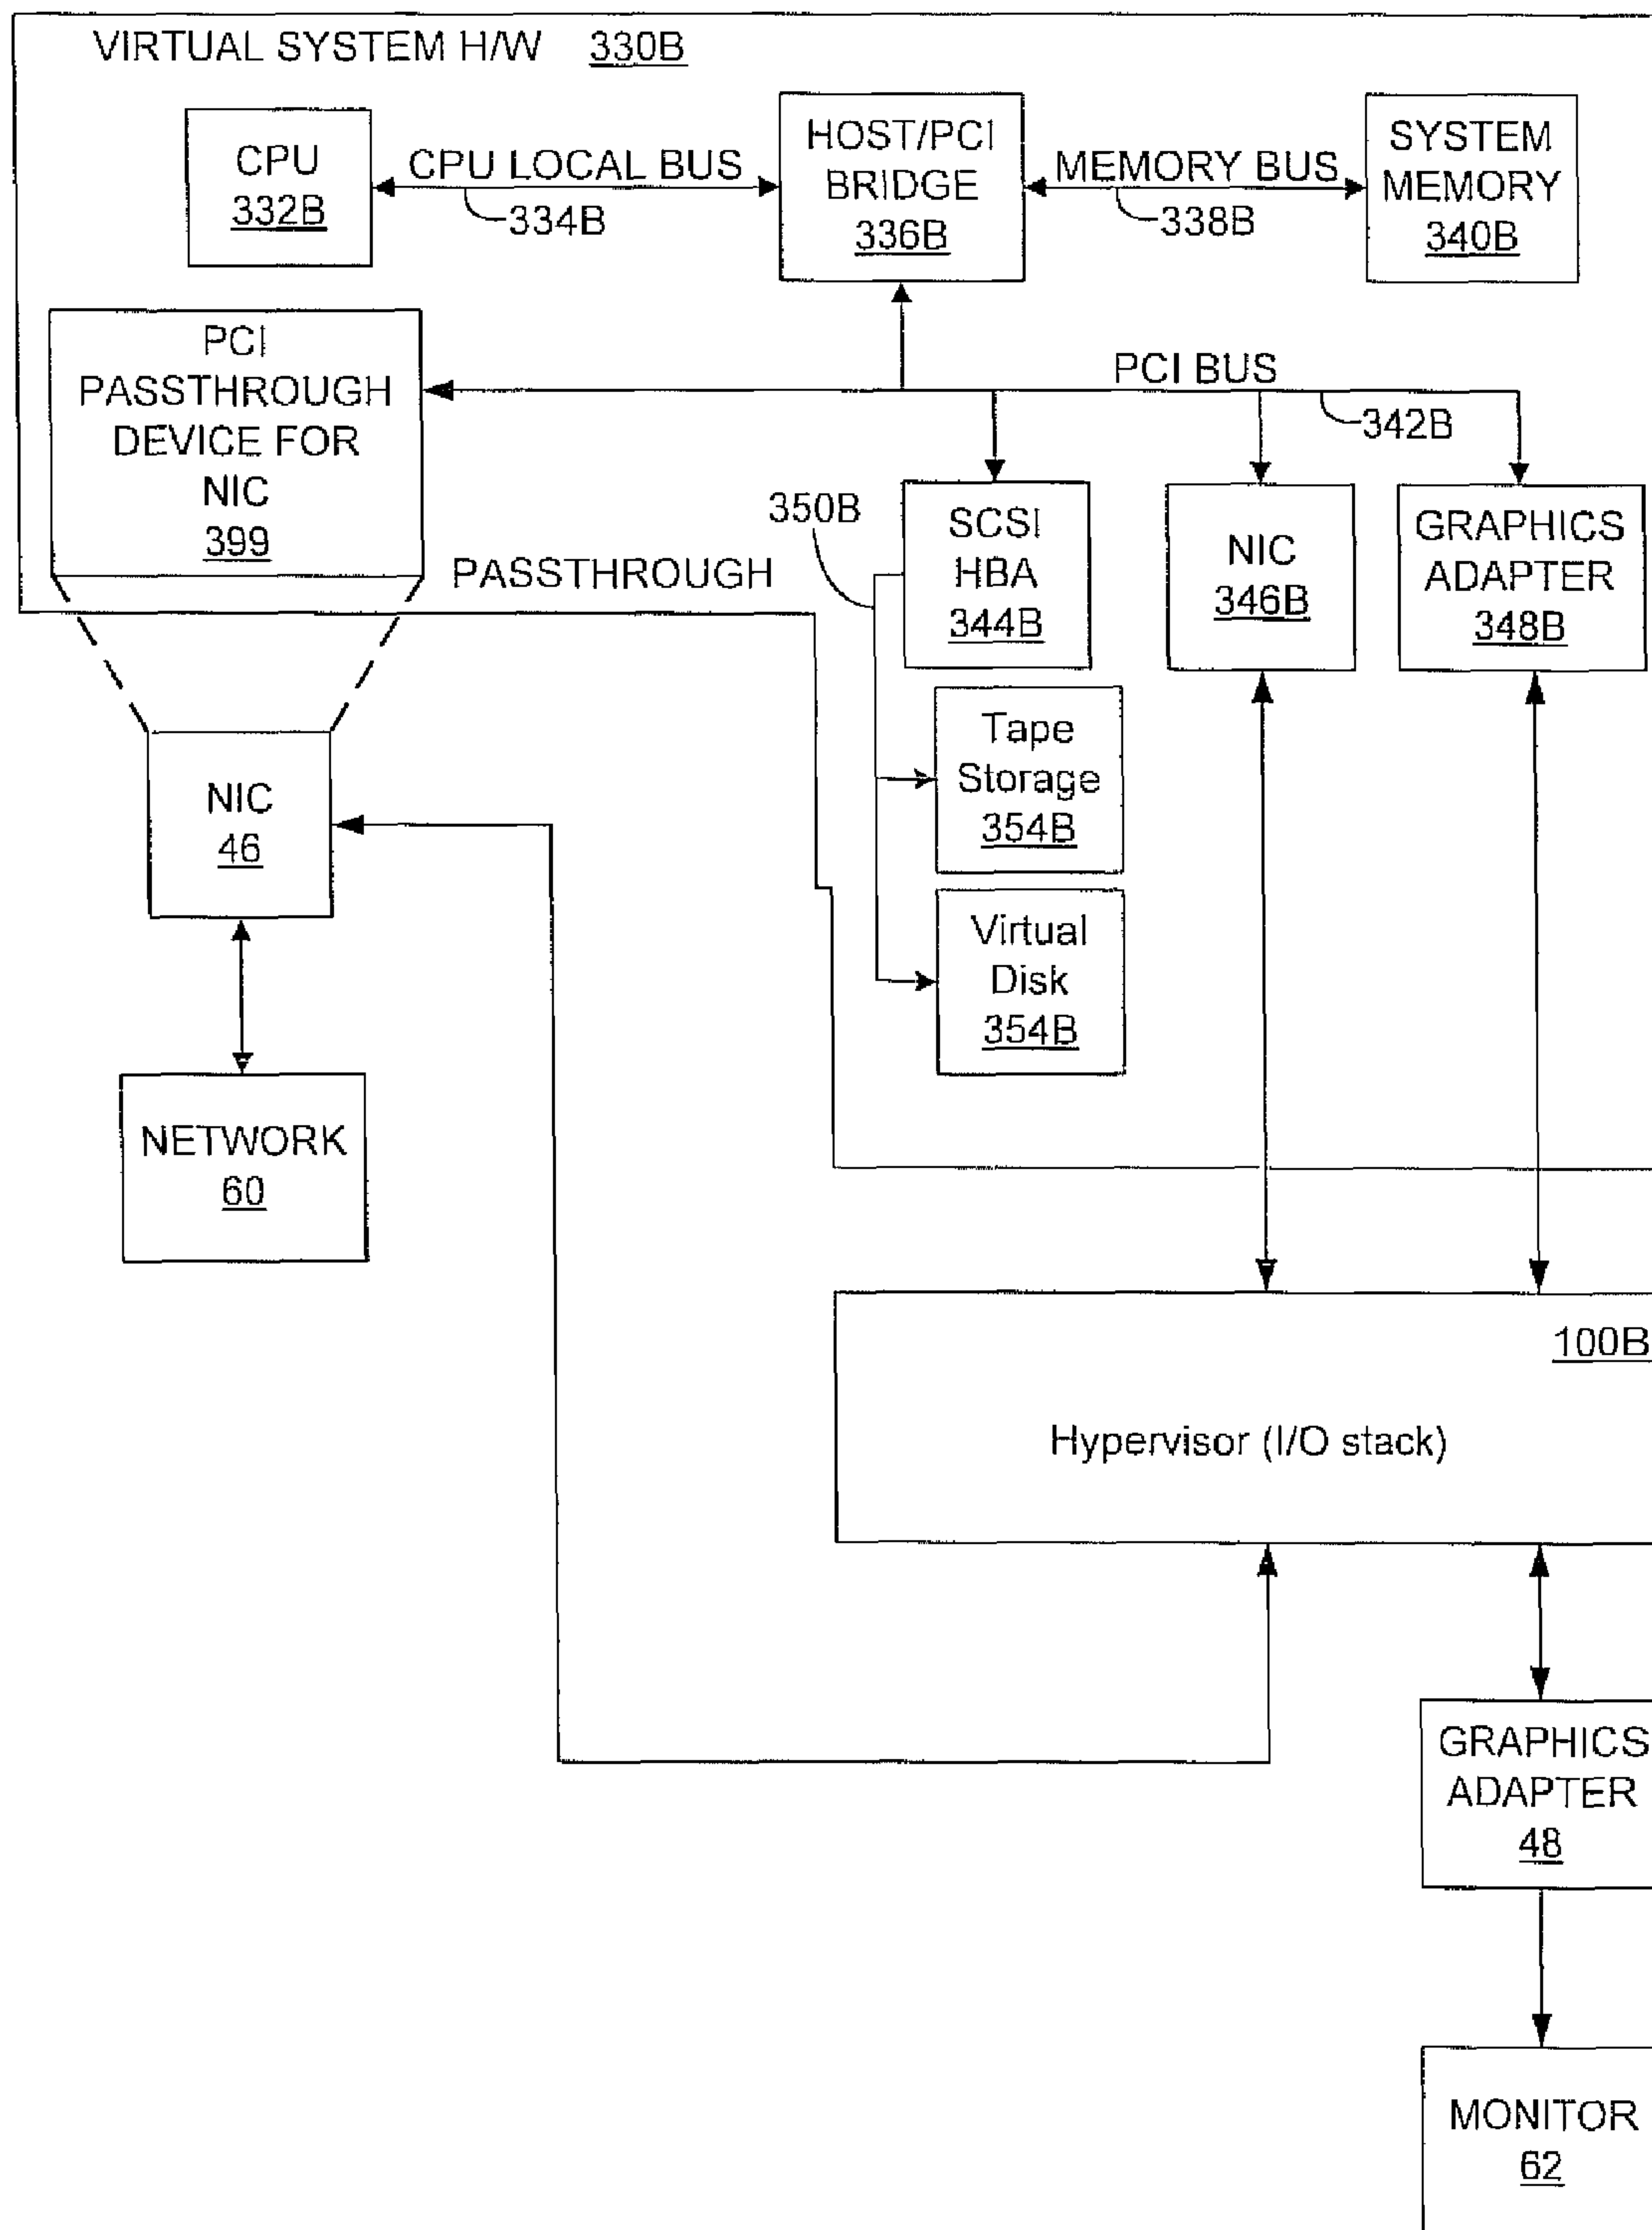 VIRTUAL SYSTEM H/W 330B
CPU
332B
CPU LOCAL BUS
334B
HOST/PCI
BRIDGE
336B
MEMORY BUS
338B
SYSTEM
MEMORY
340B
PCI
PASSTHROUGH
DEVICE FOR
NIC
399
PCI BUS
342B
PASSTHROUGH
350B
SCSI
HBA
344B
NIC
346B
GRAPHICS
ADAPTER
348B
Tape
Storage
354B
Virtual
Disk
354B
NIC
46
NETWORK
60
100B
Hypervisor (I/O stack)
GRAPHICS
ADAPTER
48
MONITOR
62